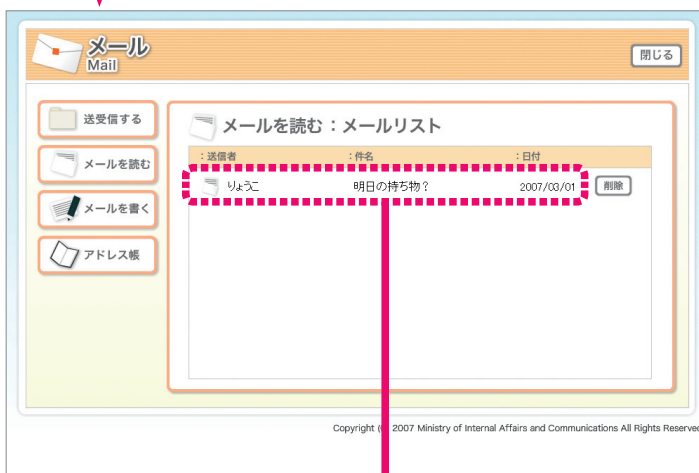 メール
Mail
閉じる
送受信する
メールを読む
メールを書く
アドレス帳
メールを読む：メールリスト
：送信者 ：件名 ：日付
りょうこ 明日の持ち物？ 2007/03/01 削除
Copyright 2007 Ministry of Internal Affairs and Communications All Rights Reserved